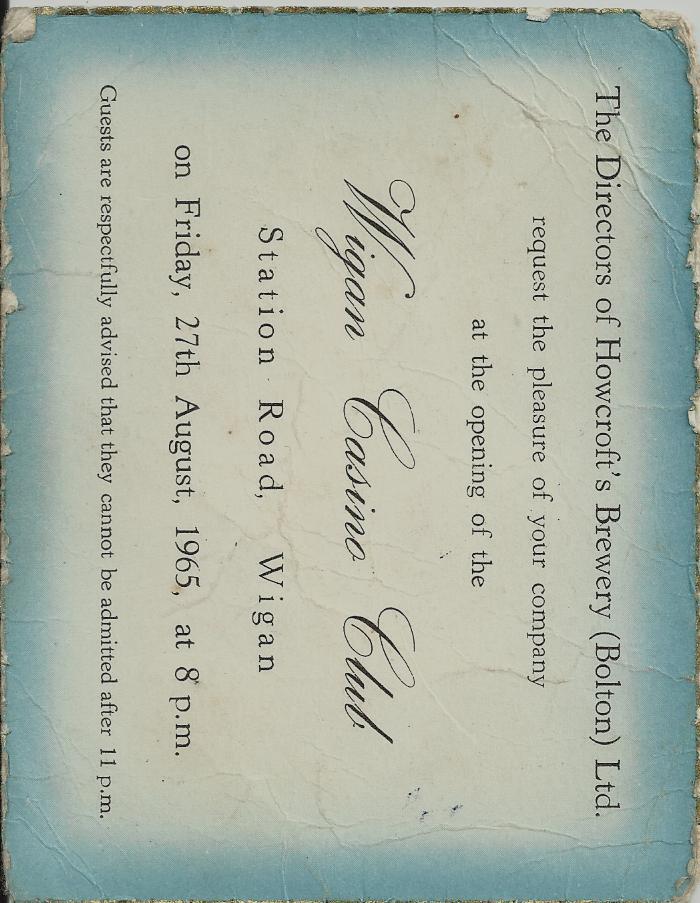 The Directors of Howcroft's Brewery (Bolton) Ltd.
request the pleasure of your company
at the opening of the
Wigan Casino Club
Station Road, Wigan
on Friday, 27th August, 1965, at 8 p.m.
Guests are respectfully advised that they cannot be admitted after 11 p.m.